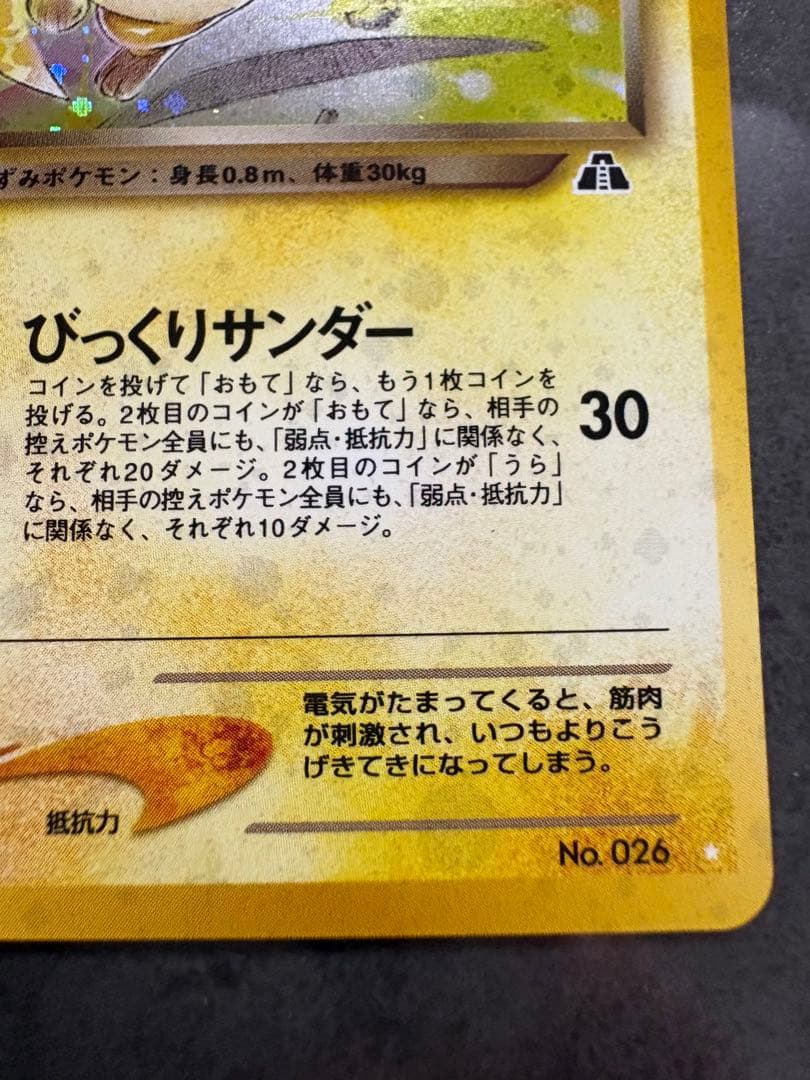 ずみポケモン：身長0.8m、体重30kg
びっくりサンダー
コインを投げて「おもて」なら、もう1枚コインを
投げる。2枚目のコインが「おもて」なら、相手の
控えポケモン全員にも、「弱点・抵抗力」に関係なく、
それぞれ20ダメージ。2枚目のコインが「うら」
なら、相手の控えポケモン全員にも、「弱点・抵抗力」
に関係なく、それぞれ10ダメージ。
30
電気がたまってくると、筋肉
が刺激され、いつもよりこう
げきてきになってしまう。
抵抗力
No. 026